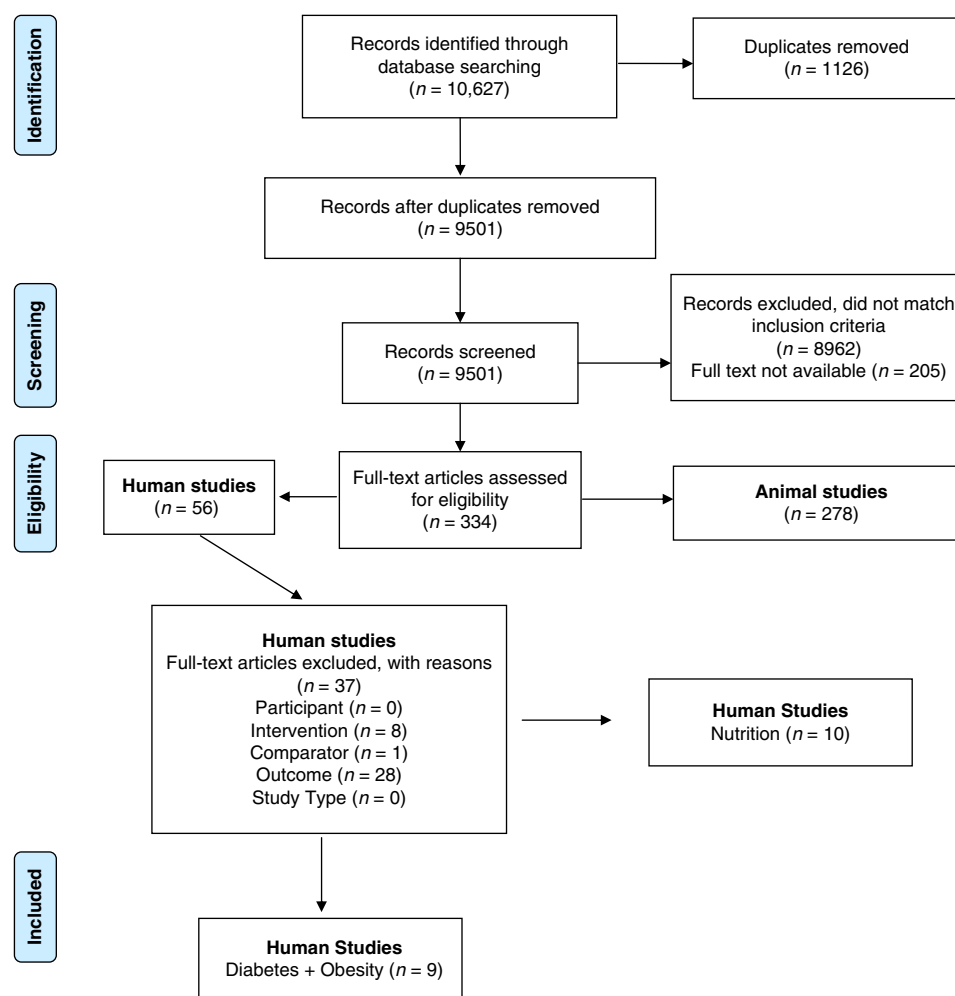 Identification
Records identified through
database searching
(n = 10,627)
Duplicates removed
(n = 1126)
Records after duplicates removed
(n = 9501)
Screening
Records screened
(n = 9501)
Records excluded, did not match
inclusion criteria
(n = 8962)
Full text not available (n = 205)
Eligibility
Human studies
(n = 56)
Full-text articles assessed
for eligibility
(n = 334)
Animal studies
(n = 278)
Human studies
Full-text articles excluded, with reasons
(n = 37)
Participant (n = 0)
Intervention (n = 8)
Comparator (n = 1)
Outcome (n = 28)
Study Type (n = 0)
Human Studies
Nutrition (n = 10)
Included
Human Studies
Diabetes + Obesity (n = 9)